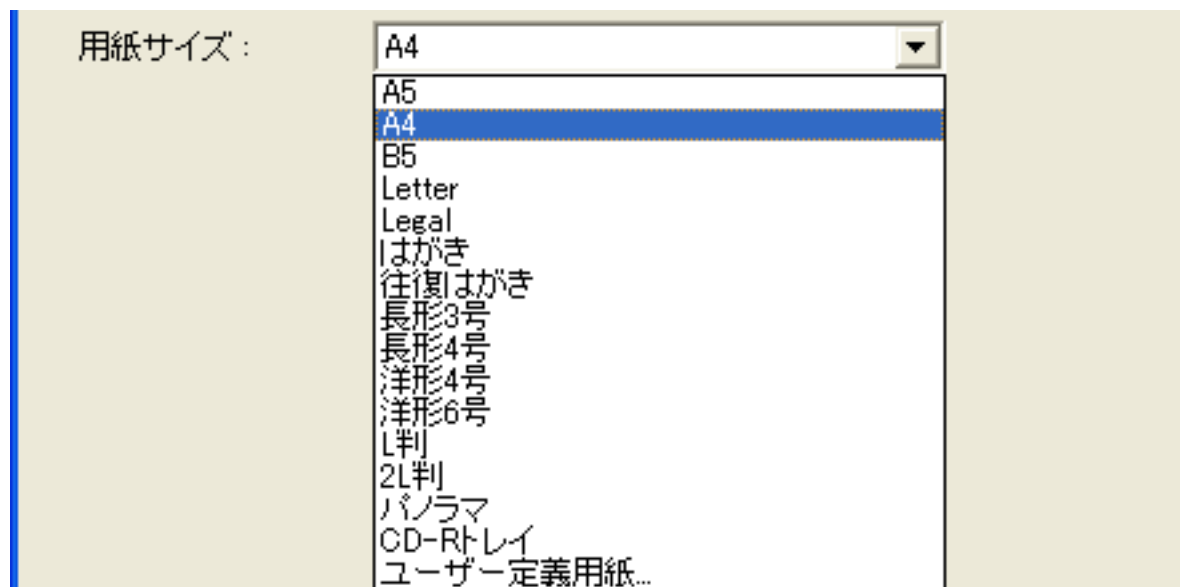 用紙サイズ： A4
A5
A4
B5
Letter
Legal
はがき
往復はがき
長形3号
長形4号
洋形4号
洋形6号
L判
2L判
パノラマ
CD-Rトレイ
ユーザー定義用紙...